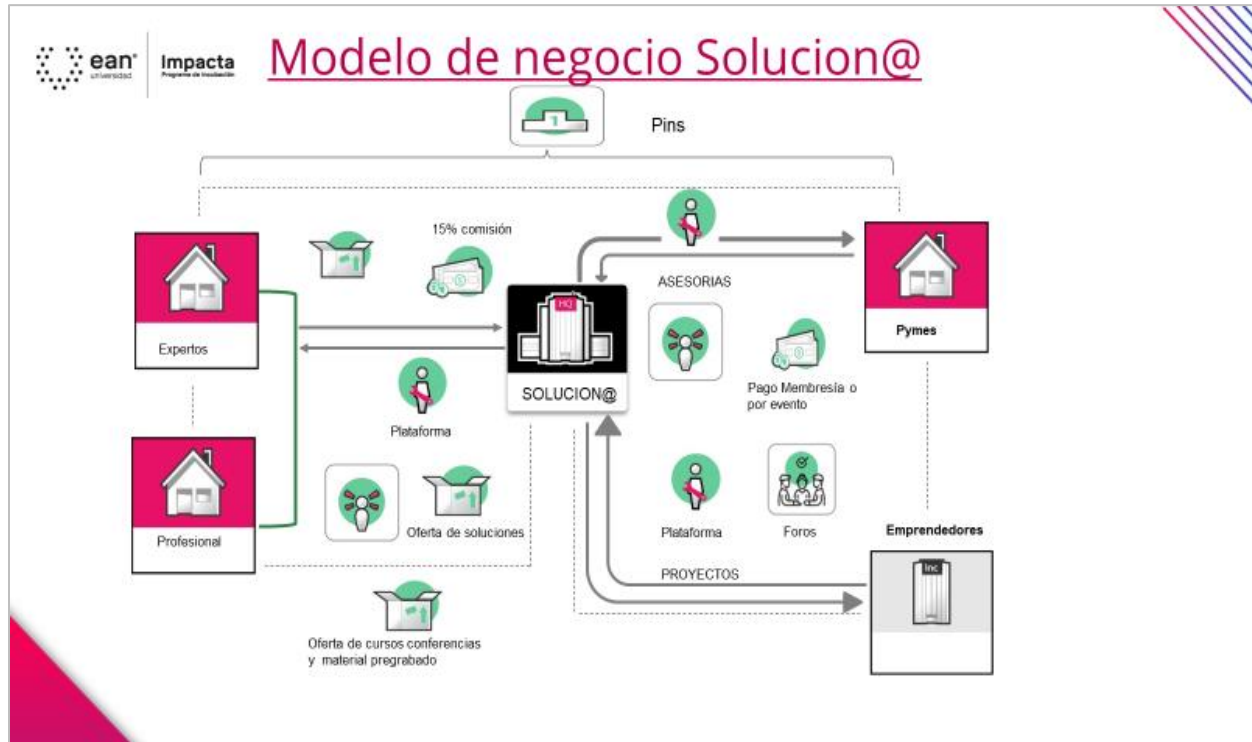 ean®
universidad
Impacta
Programa de Incubación
Modelo de negocio Solucion@
1
Pins
15% comisión
HQ
ASESORIAS
Expertos
SOLUCION@
Pymes
Pago Membresía o
por evento
Plataforma
Profesional
Oferta de soluciones
Plataforma
Foros
Emprendedores
PROYECTOS
Inc
Oferta de cursos conferencias
y material pregrabado